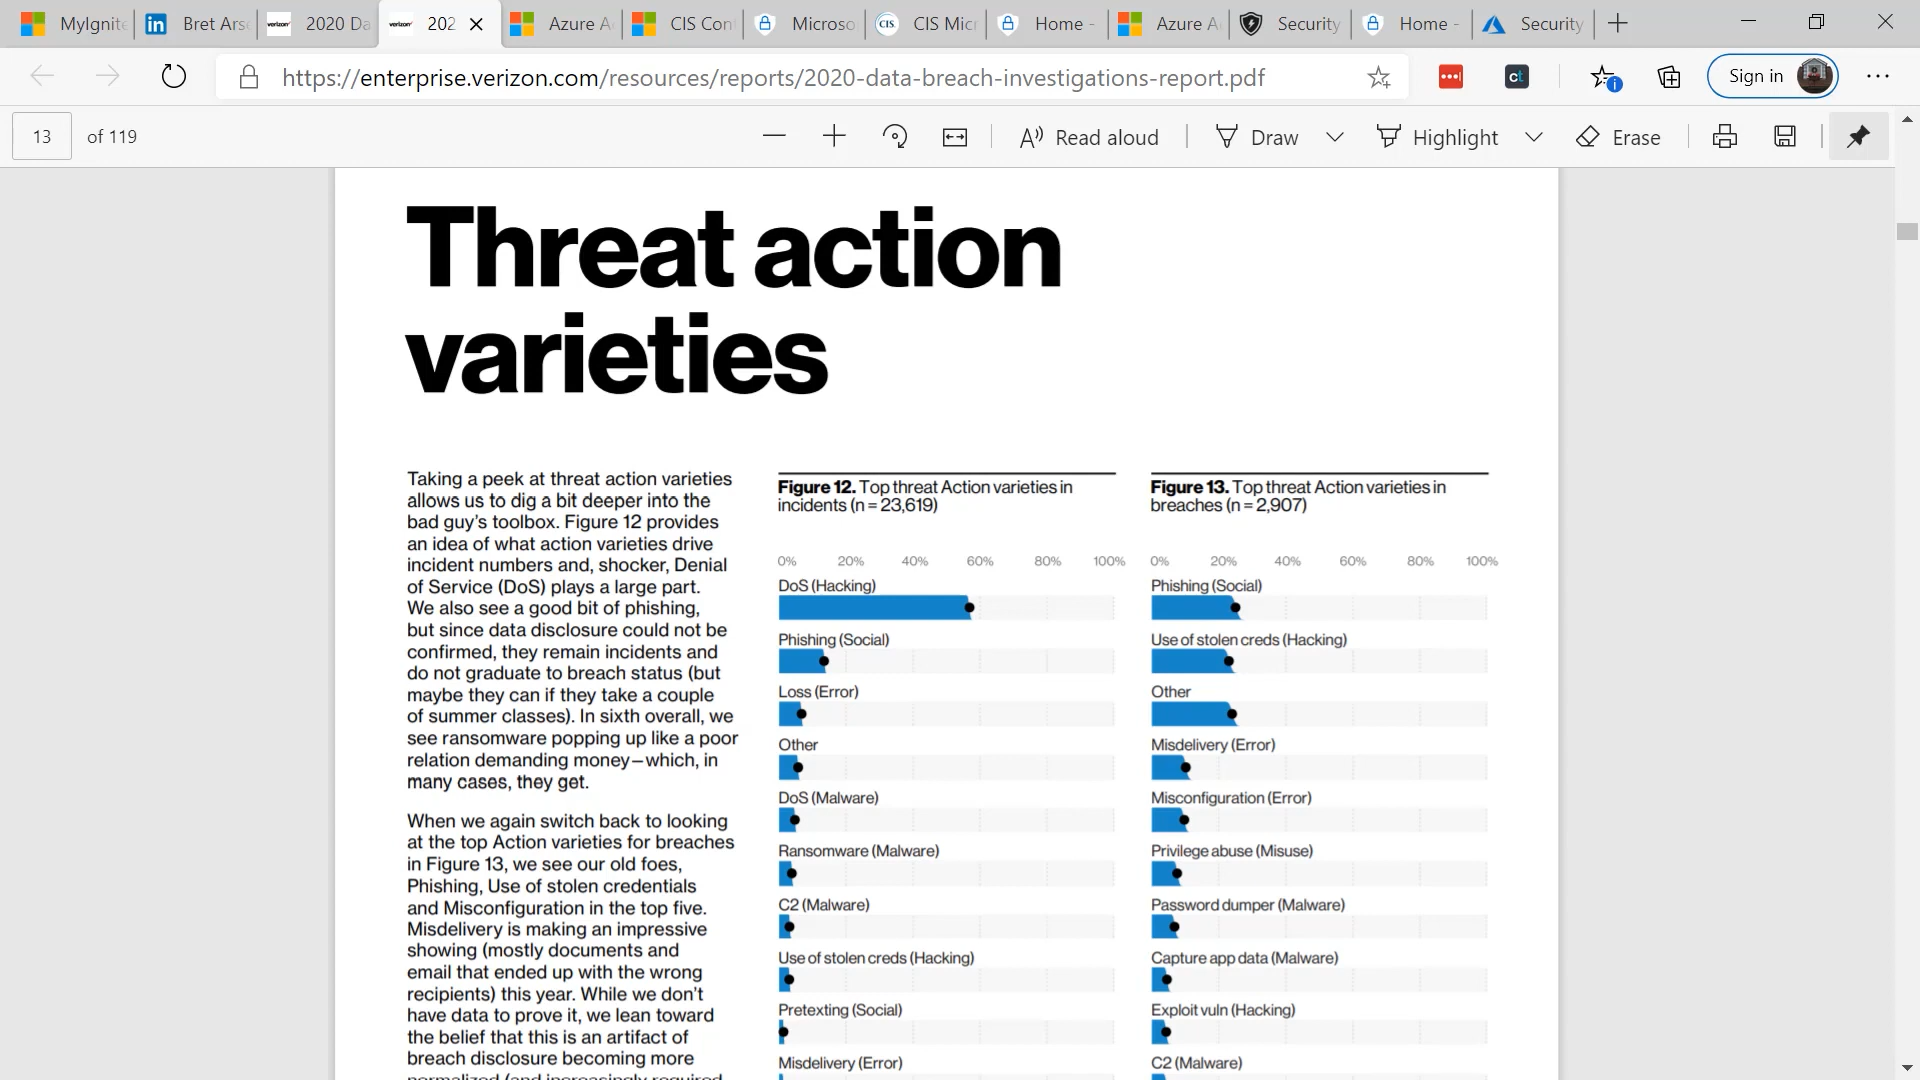 MyIgnite
Bret Arse
verizon
2020 Da
verizon
202
Azure A
CIS Con
Microso
CIS
CIS Micr
Home -
Azure A
Security
Home -
Security
https://enterprise.verizon.com/resources/reports/2020-data-breach-investigations-report.pdf
ct
Sign in
13 of 119
Read aloud
Draw
Highlight
Erase
Threat action
varieties
Taking a peek at threat action varieties
allows us to dig a bit deeper into the
bad guy's toolbox. Figure 12 provides
an idea of what action varieties drive
incident numbers and, shocker, Denial
of Service (DoS) plays a large part.
We also see a good bit of phishing,
but since data disclosure could not be
confirmed, they remain incidents and
do not graduate to breach status (but
maybe they can if they take a couple
of summer classes). In sixth overall, we
see ransomware popping up like a poor
relation demanding money—which, in
many cases, they get.
When we again switch back to looking
at the top Action varieties for breaches
in Figure 13, we see our old foes,
Phishing, Use of stolen credentials
and Misconfiguration in the top five.
Misdelivery is making an impressive
showing (mostly documents and
email that ended up with the wrong
recipients) this year. While we don't
have data to prove it, we lean toward
the belief that this is an artifact of
breach disclosure becoming more
normalized (and increasingly required
Figure 12. Top threat Action varieties in
incidents (n = 23,619)
0% 20% 40% 60% 80% 100%
DoS (Hacking)
Phishing (Social)
Loss (Error)
Other
DoS (Malware)
Ransomware (Malware)
C2 (Malware)
Use of stolen creds (Hacking)
Pretexting (Social)
Misdelivery (Error)
Figure 13. Top threat Action varieties in
breaches (n = 2,907)
0% 20% 40% 60% 80% 100%
Phishing (Social)
Use of stolen creds (Hacking)
Other
Misdelivery (Error)
Misconfiguration (Error)
Privilege abuse (Misuse)
Password dumper (Malware)
Capture app data (Malware)
Exploit vuln (Hacking)
C2 (Malware)